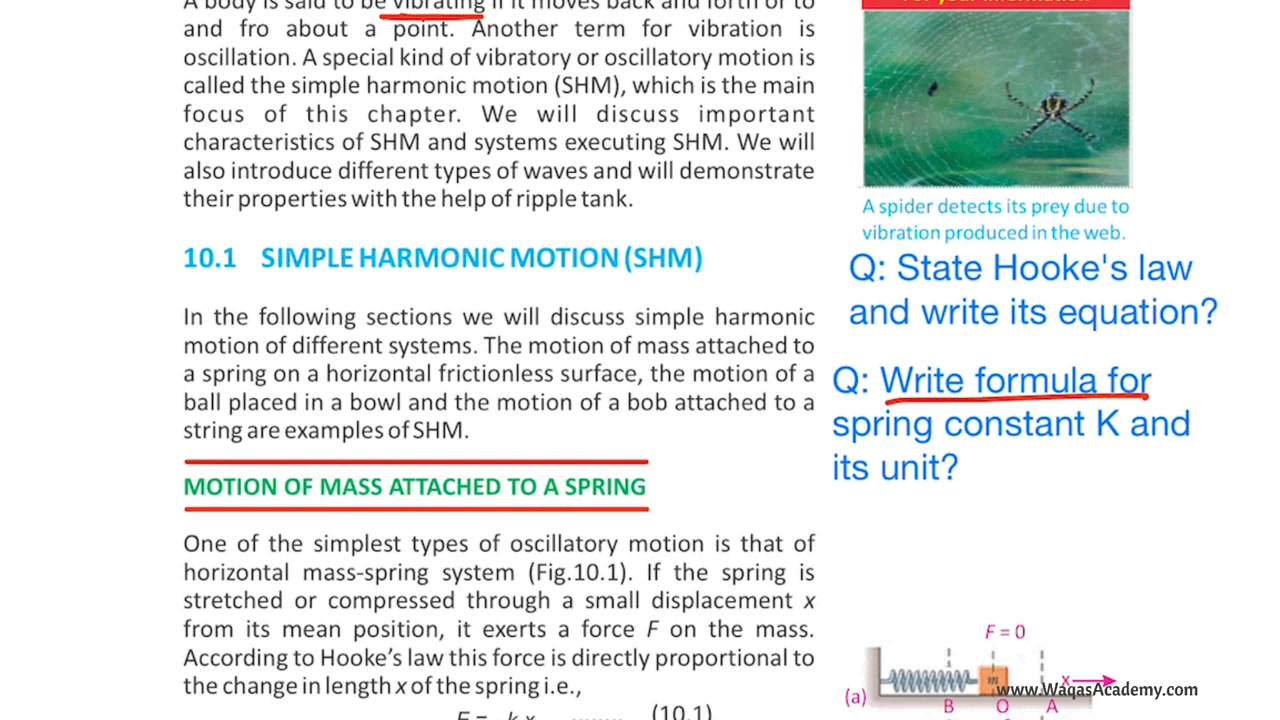 A body is said to be vibrating if it moves back and forth or to
and fro about a point. Another term for vibration is
oscillation. A special kind of vibratory or oscillatory motion is
called the simple harmonic motion (SHM), which is the main
focus of this chapter. We will discuss important
characteristics of SHM and systems executing SHM. We will
also introduce different types of waves and will demonstrate
their properties with the help of ripple tank.
10.1 SIMPLE HARMONIC MOTION (SHM)
In the following sections we will discuss simple harmonic
motion of different systems. The motion of mass attached to
a spring on a horizontal frictionless surface, the motion of a
ball placed in a bowl and the motion of a bob attached to a
string are examples of SHM.
MOTION OF MASS ATTACHED TO A SPRING
One of the simplest types of oscillatory motion is that of
horizontal mass-spring system (Fig.10.1). If the spring is
stretched or compressed through a small displacement x
from its mean position, it exerts a force F on the mass.
According to Hooke's law this force is directly proportional to
the change in length x of the spring i.e.,
F = - k x ........ (10.1)
For your information
A spider detects its prey due to
vibration produced in the web.
Q: State Hooke's law
and write its equation?
Q: Write formula for
spring constant K and
its unit?
F = 0
x
m
(a)
www.WaqasAcademy.com
B O A